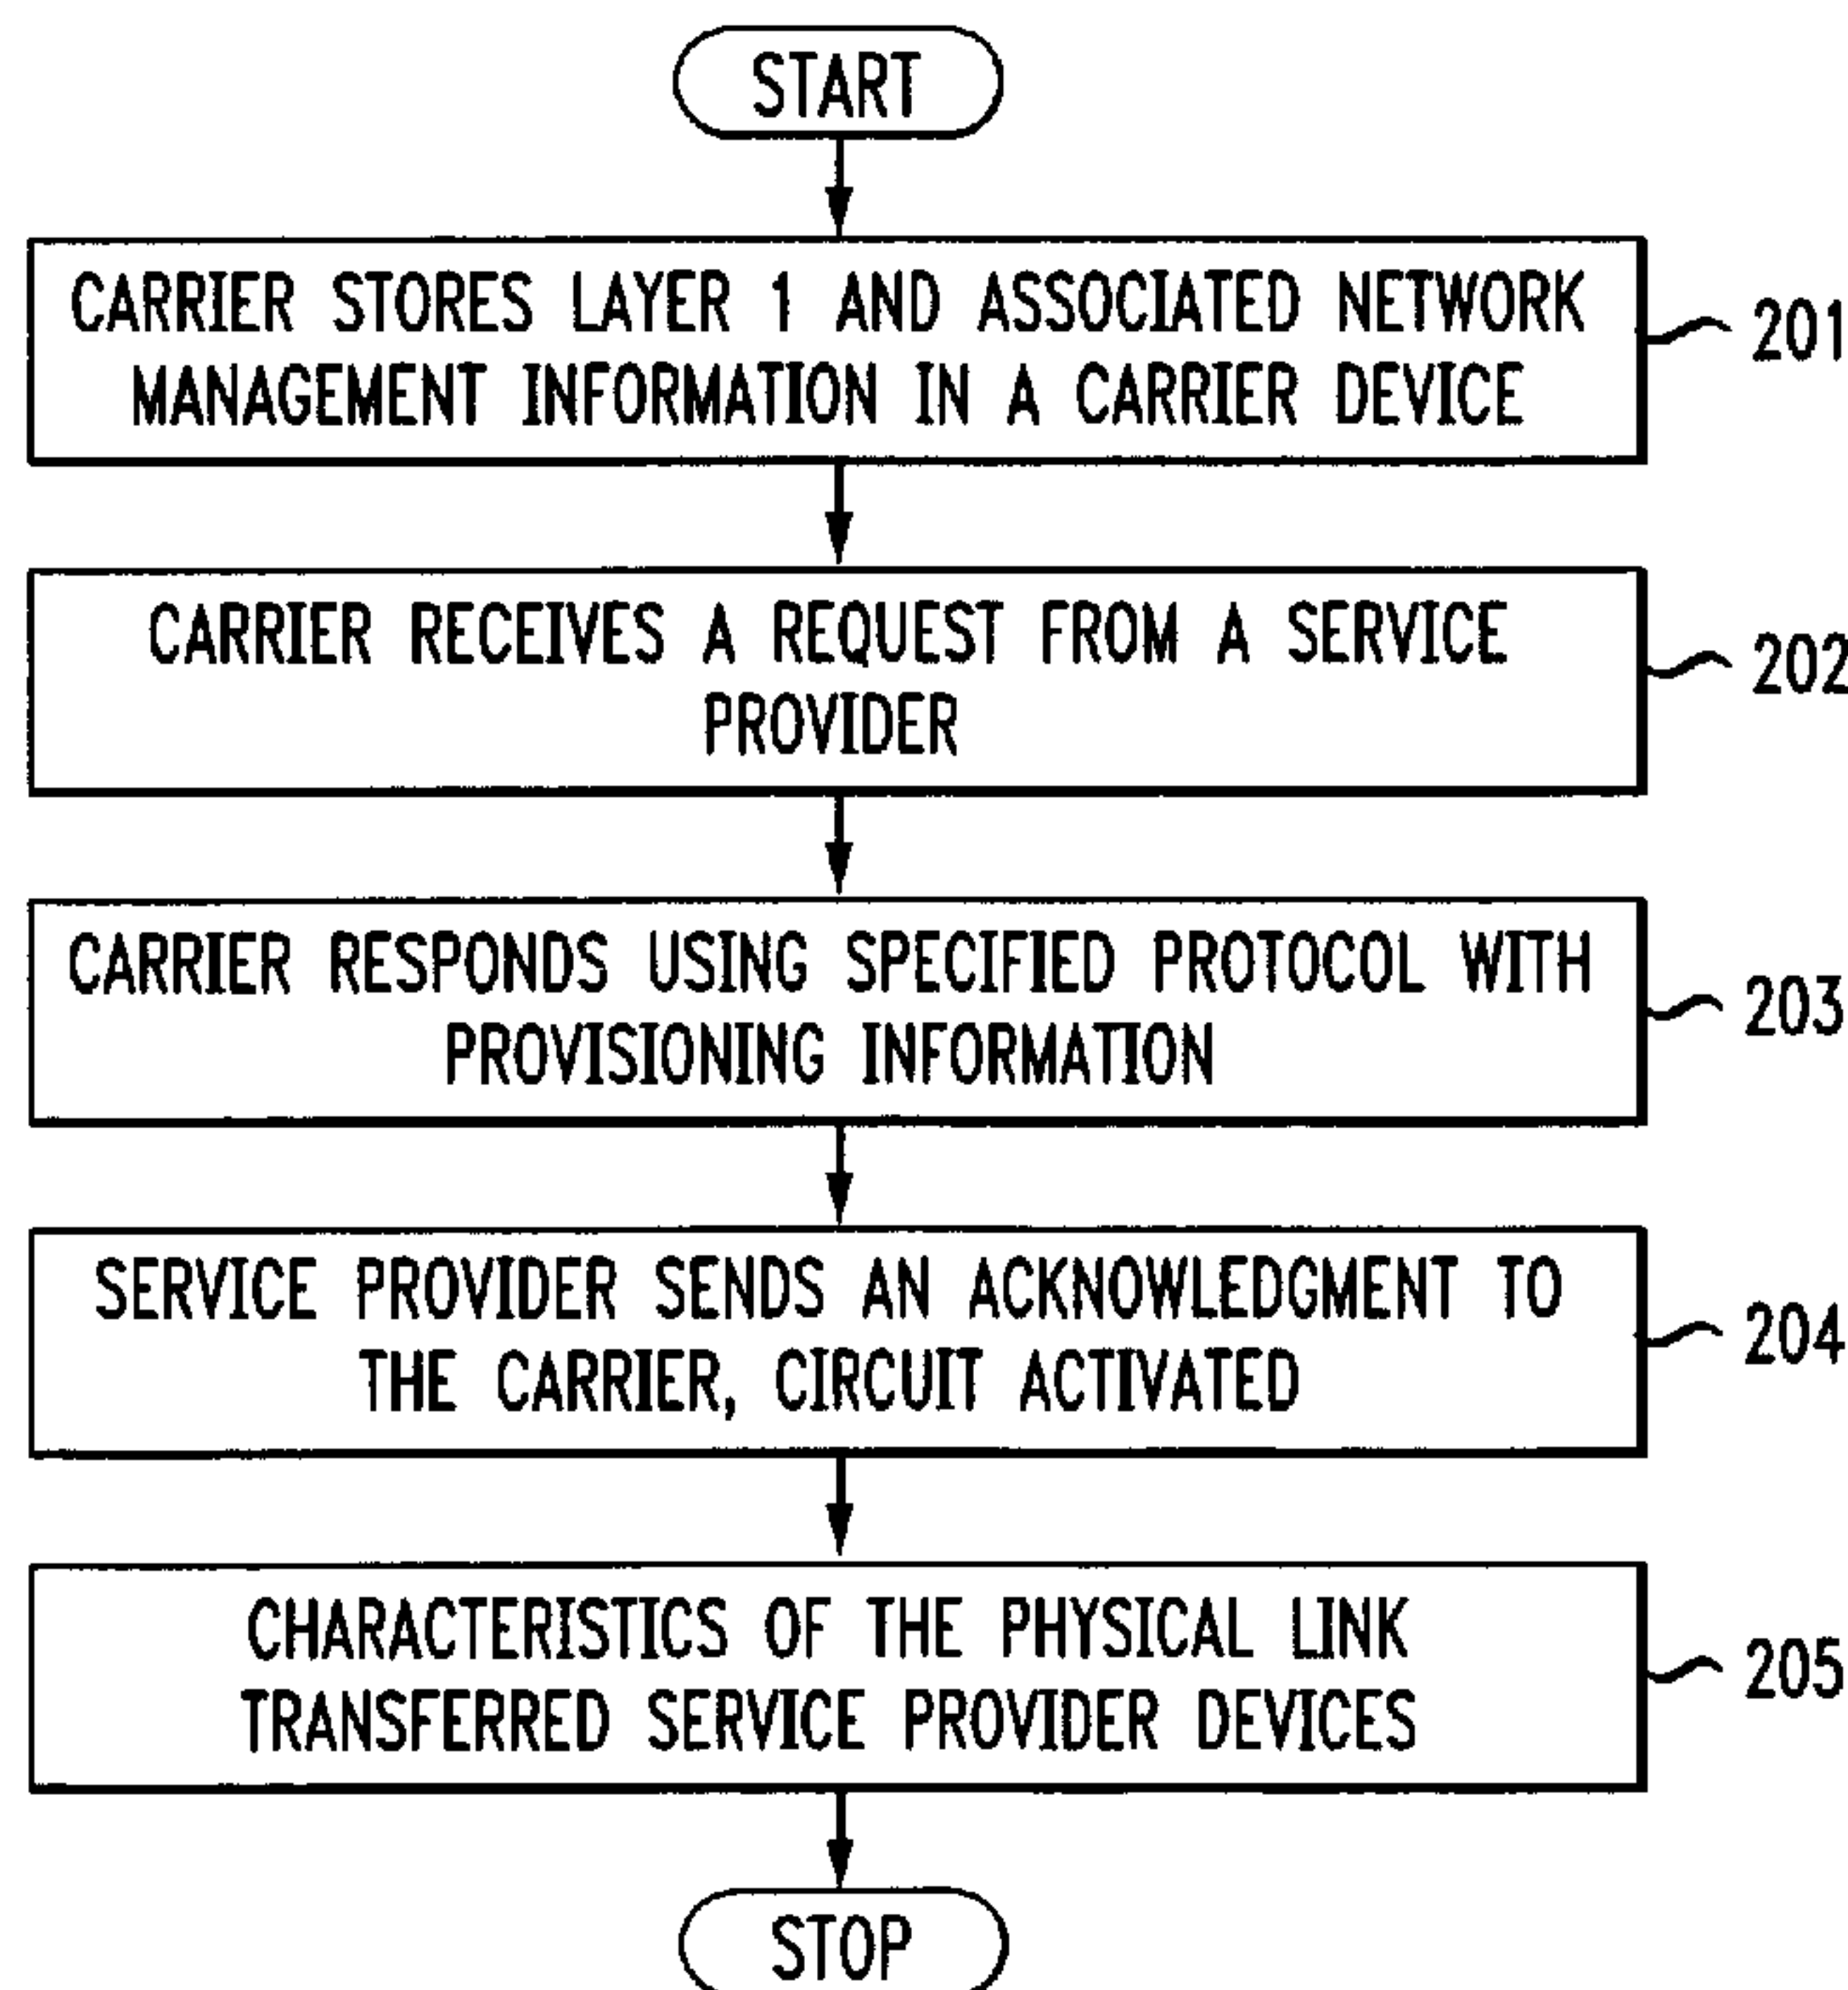 START
CARRIER STORES LAYER 1 AND ASSOCIATED NETWORK
MANAGEMENT INFORMATION IN A CARRIER DEVICE
201
CARRIER RECEIVES A REQUEST FROM A SERVICE
PROVIDER
202
CARRIER RESPONDS USING SPECIFIED PROTOCOL WITH
PROVISIONING INFORMATION
203
SERVICE PROVIDER SENDS AN ACKNOWLEDGMENT TO
THE CARRIER, CIRCUIT ACTIVATED
204
CHARACTERISTICS OF THE PHYSICAL LINK
TRANSFERRED SERVICE PROVIDER DEVICES
205
STOP